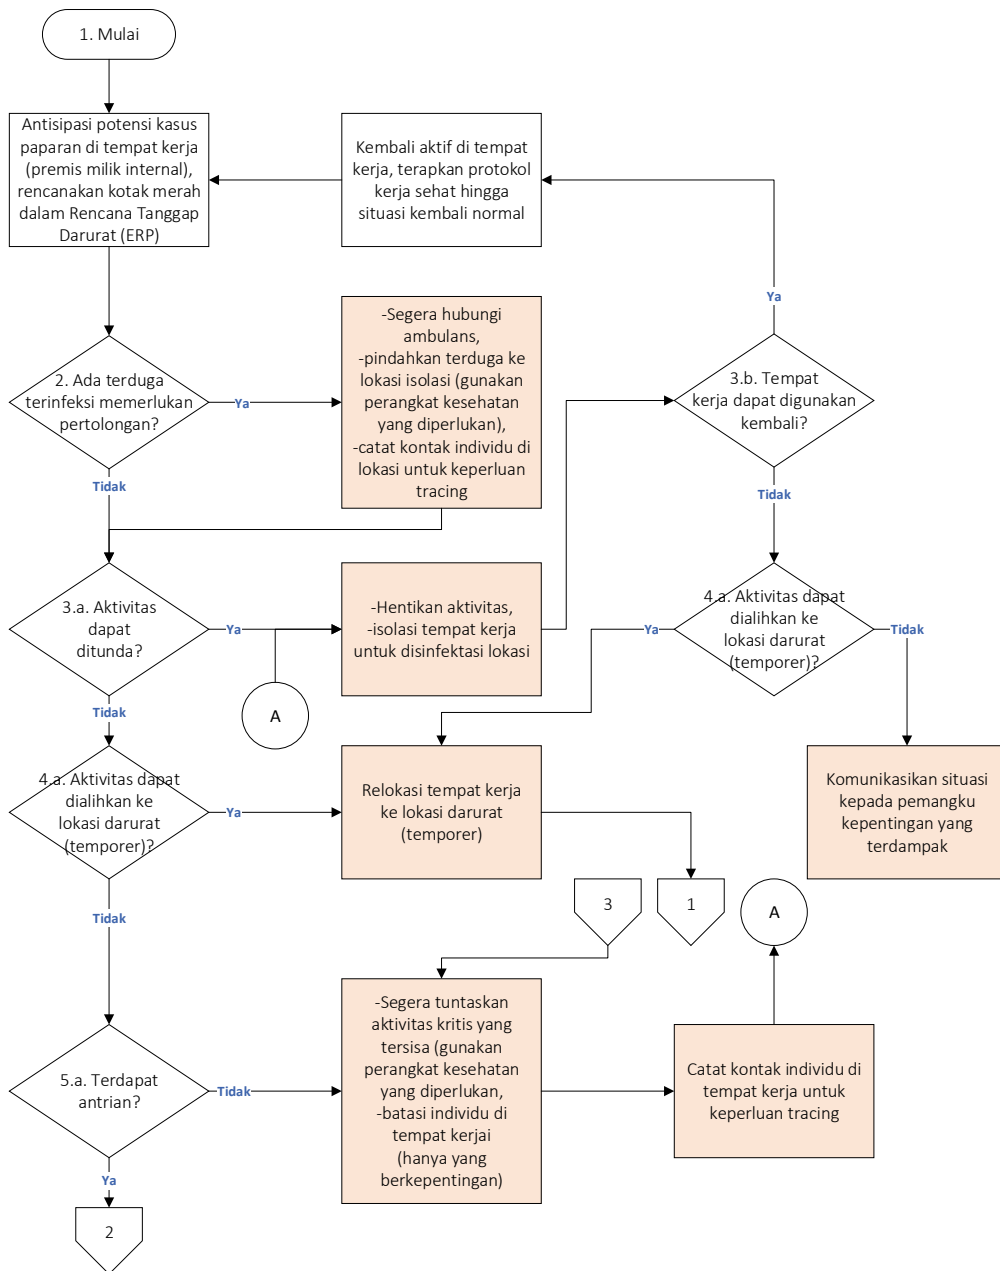 1. Mulai
Antisipasi potensi kasus
paparan di tempat kerja
(premis milik internal),
rencanakan kotak merah
dalam Rencana Tanggap
Darurat (ERP)
Kembali aktif di tempat
kerja, terapkan protokol
kerja sehat hingga
situasi kembali normal
Ya
2. Ada terduga
terinfeksi memerlukan
pertolongan?
Ya
-Segera hubungi
ambulans,
-pindahkan terduga ke
lokasi isolasi (gunakan
perangkat kesehatan
yang diperlukan),
-catat kontak individu di
lokasi untuk keperluan
tracing
3.b. Tempat
kerja dapat digunakan
kembali?
Tidak
Tidak
3.a. Aktivitas
dapat
ditunda?
Ya
-Hentikan aktivitas,
-isolasi tempat kerja
untuk disinfektasi lokasi
Ya
4.a. Aktivitas dapat
dialihkan ke
lokasi darurat
(temporer)?
Tidak
Tidak
A
4.a. Aktivitas dapat
dialihkan ke
lokasi darurat
(temporer)?
Ya
Relokasi tempat kerja
ke lokasi darurat
(temporer)
Komunikasikan situasi
kepada pemangku
kepentingan yang
terdampak
Tidak
3
1
A
5.a. Terdapat
antrian?
Tidak
-Segera tuntaskan
aktivitas kritis yang
tersisa (gunakan
perangkat kesehatan
yang diperlukan,
-batasi individu di
tempat kerjai
(hanya yang
berkepentingan)
Catat kontak individu di
tempat kerja untuk
keperluan tracing
Ya
2